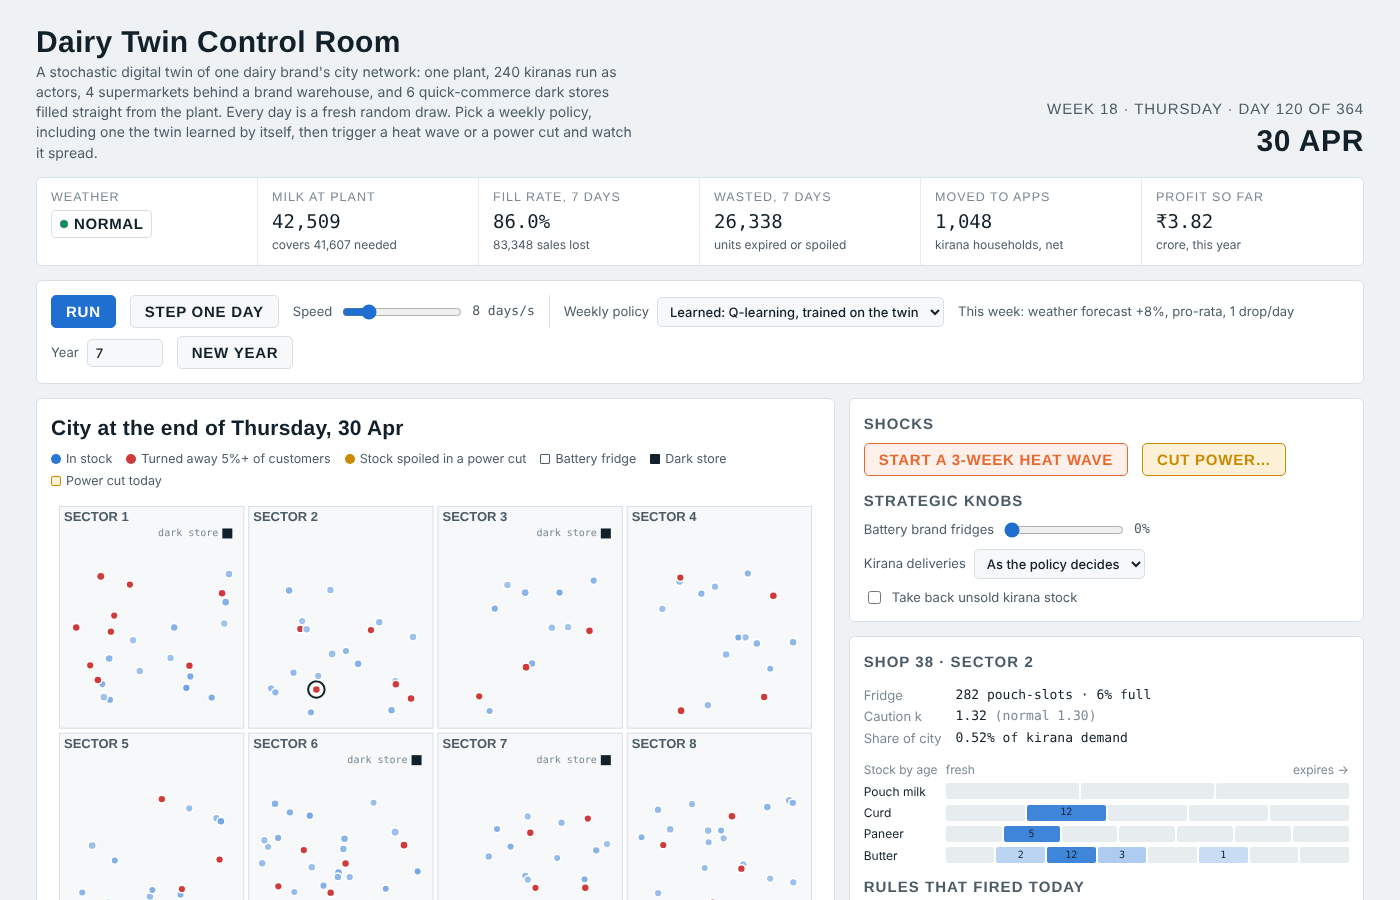 Dairy Twin Control Room
A stochastic digital twin of one dairy brand's city network: one plant, 240 kiranas run as
actors, 4 supermarkets behind a brand warehouse, and 6 quick-commerce dark stores
filled straight from the plant. Every day is a fresh random draw. Pick a weekly policy,
including one the twin learned by itself, then trigger a heat wave or a power cut and watch
it spread.
WEEK 18 · THURSDAY · DAY 120 OF 364
30 APR
WEATHER
NORMAL
MILK AT PLANT
42,509
covers 41,607 needed
FILL RATE, 7 DAYS
86.0%
83,348 sales lost
WASTED, 7 DAYS
26,338
units expired or spoiled
MOVED TO APPS
1,048
kirana households, net
PROFIT SO FAR
₹3.82
crore, this year
RUN STEP ONE DAY Speed 8 days/s Weekly policy Learned: Q-learning, trained on the twin This week: weather forecast +8%, pro-rata, 1 drop/day
Year 7 NEW YEAR
City at the end of Thursday, 30 Apr
In stock Turned away 5%+ of customers Stock spoiled in a power cut Battery fridge Dark store
Power cut today
SECTOR 1 SECTOR 2 SECTOR 3 SECTOR 4
dark store dark store
SECTOR 5 SECTOR 6 SECTOR 7 SECTOR 8
dark store dark store
SHOCKS
START A 3-WEEK HEAT WAVE CUT POWER...
STRATEGIC KNOBS
Battery brand fridges 0%
Kirana deliveries As the policy decides
Take back unsold kirana stock
SHOP 38 · SECTOR 2
Fridge 282 pouch-slots · 6% full
Caution k 1.32 (normal 1.30)
Share of city 0.52% of kirana demand
Stock by age fresh expires →
Pouch milk
Curd 12
Paneer 5
Butter 2 12 3 1
RULES THAT FIRED TODAY